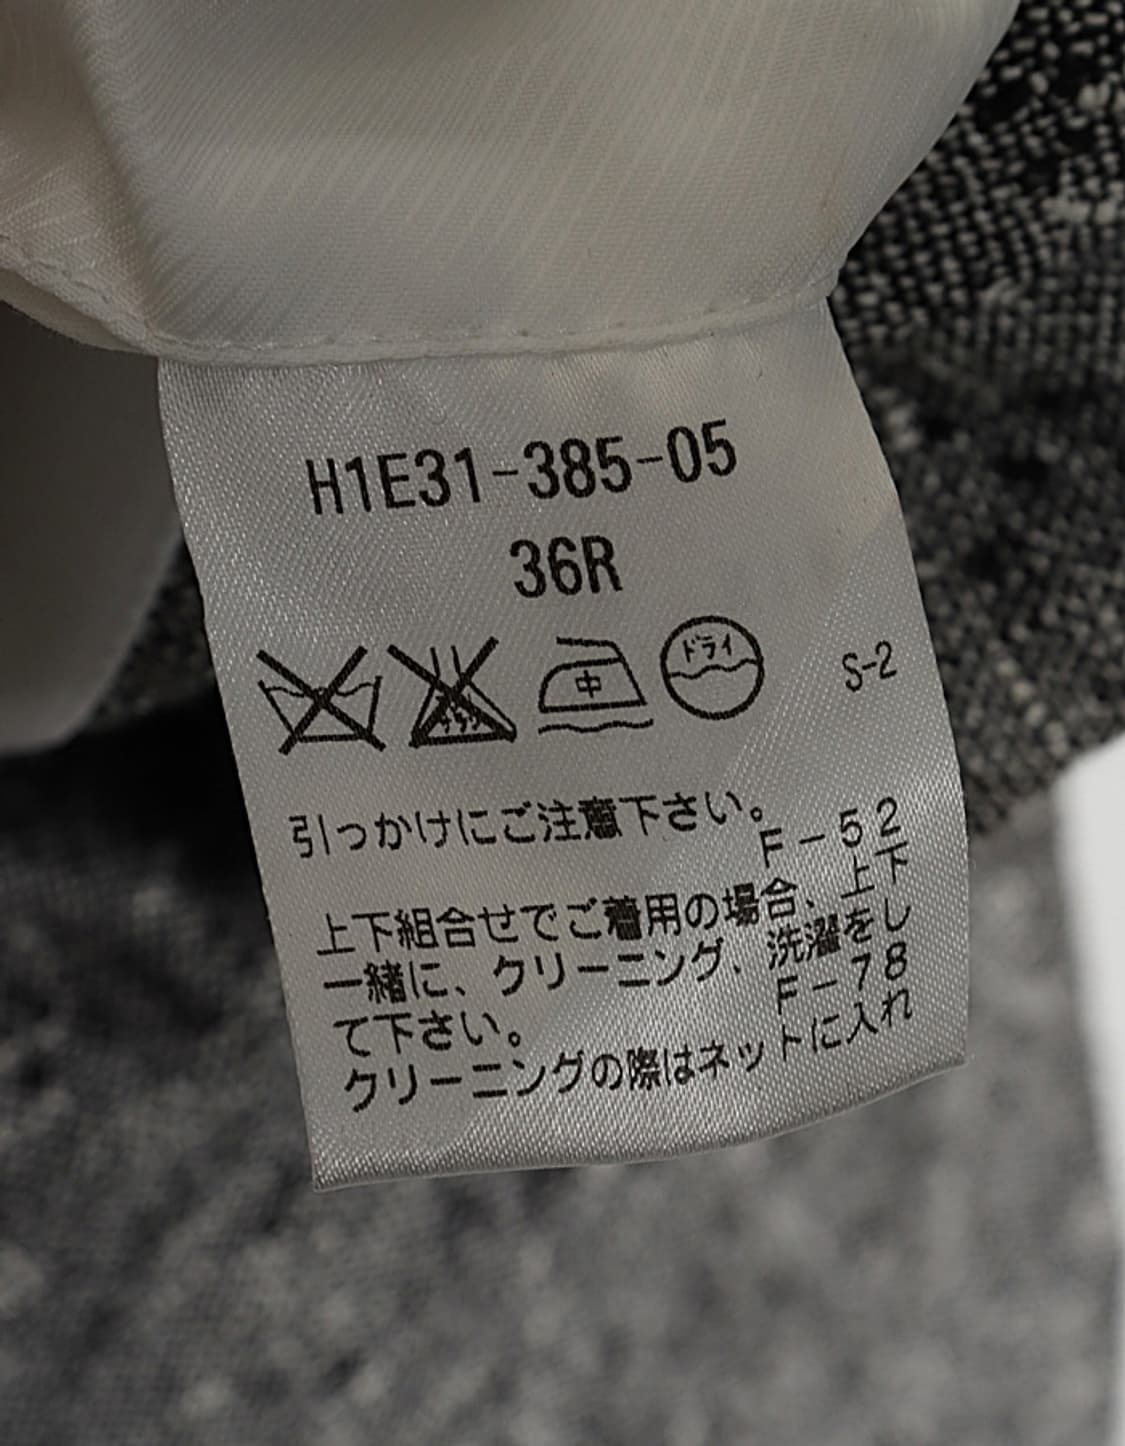 H1E31-385-05
36R
中
ドライ
S-2
引っかけにご注意下さい。
F-52
上下組合せでご着用の場合、上下
一緒に、クリーニング、洗濯をし
て下さい。
F-78
クリーニングの際はネットに入れ